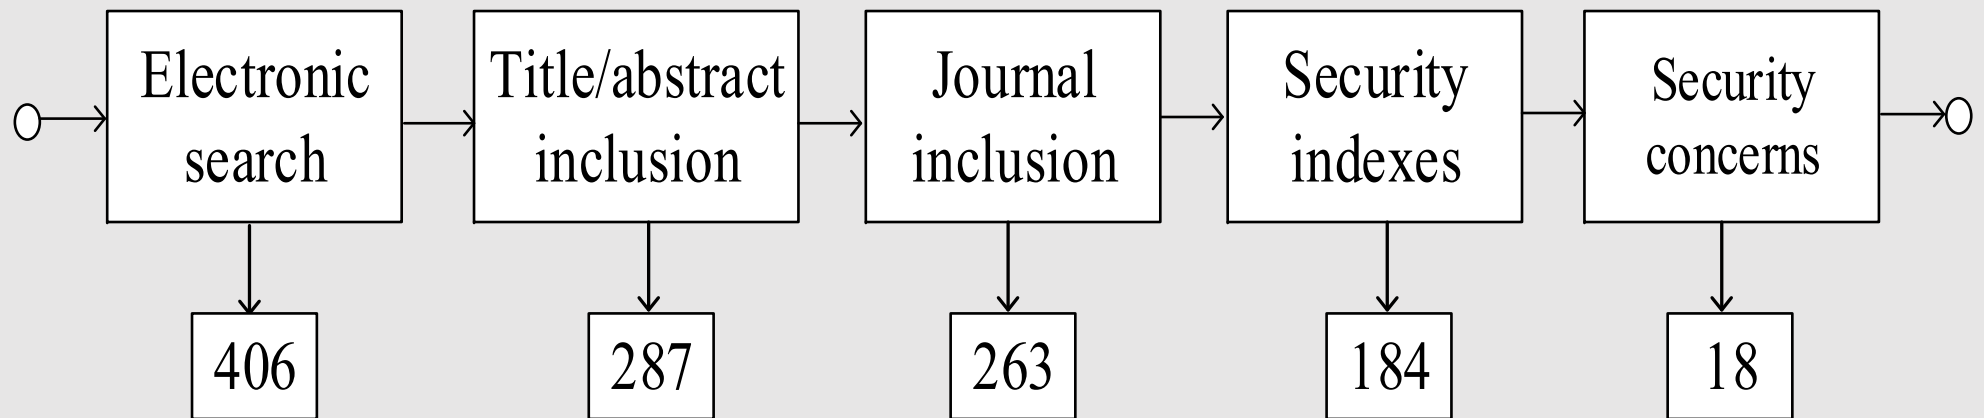 Electronic
search
Title/abstract
inclusion
Journal
inclusion
Security
indexes
Security
concerns
406
287
263
184
18